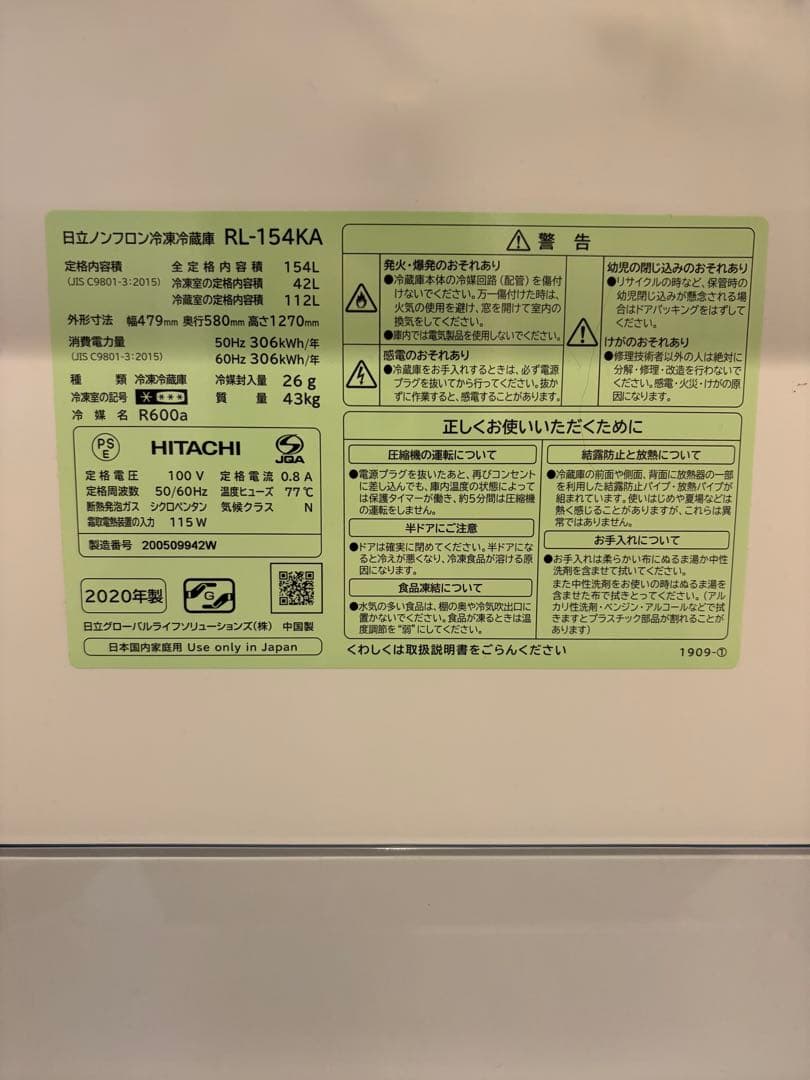 日立ノンフロン冷凍冷蔵庫 RL-154KA
定格内容積 全定格内容積 154L
(JIS C9801-3:2015) 冷凍室の定格内容積 42L
冷蔵室の定格内容積 112L
外形寸法 幅479mm 奥行580mm 高さ1270mm
消費電力量 50Hz 306kWh/年
(JIS C9801-3:2015) 60Hz 306kWh/年
種類 冷凍冷蔵庫 冷媒封入量 26g
冷凍室の記号 質量 43kg
冷媒名 R600a
PS E HITACHI JQA
定格電圧 100V 定格電流 0.8A
定格周波数 50/60Hz 温度ヒューズ 77℃
断熱発泡ガス シクロペンタン 気候クラス N
霜取電熱装置の入力 115W
製造番号 200509942W
2020年製 G
日立グローバルライフソリューションズ(株) 中国製
日本国内家庭用 Use only in Japan
警告
発火・爆発のおそれあり
●冷蔵庫本体の冷媒回路(配管)を傷付
けないでください。万一傷付けた時は、
火気の使用を避け、窓を開けて室内の
換気をしてください。
●庫内では電気製品を使用しないでください。
感電のおそれあり
●冷蔵庫をお手入れするときは、必ず電源
プラグを抜いてから行ってください。抜か
ずに作業すると、感電することがあります。
幼児の閉じ込みのおそれあり
●リサイクルの時など、保管時の
幼児閉じ込みが懸念される場
合はドアパッキングをはずして
ください。
けがのおそれあり
●修理技術者以外の人は絶対に
分解・修理・改造を行わないで
ください。感電・火災・けがの原
因になります。
正しくお使いいただくために
圧縮機の運転について
●電源プラグを抜いたあと、再びコンセント
に差し込んでも、庫内温度の状態によって
は保護タイマーが働き、約5分間は圧縮機
の運転をしません。
半ドアにご注意
●ドアは確実に閉めてください。半ドアにな
ると冷えが悪くなり、冷凍食品が溶ける原
因になります。
食品凍結について
●水気の多い食品は、棚の奥や冷気吹出口に
置かないでください。食品が凍るときは温
度調節を"弱"にしてください。
結露防止と放熱について
●冷蔵庫の前面や側面、背面に放熱器の一部
を利用した結露防止パイプ・放熱パイプが
組まれています。使いはじめや夏場などは
熱く感じることがありますが、これらは異
常ではありません。
お手入れについて
●お手入れは柔らかい布にぬるま湯か中性
洗剤を含ませて拭いてください。
また中性洗剤をお使いの時はぬるま湯を
含ませた布で拭きとってください。(アル
カリ性洗剤・ベンジン・アルコールなどで拭
きますとプラスチック部品が割れることが
あります)
くわしくは取扱説明書をごらんください 1909-①